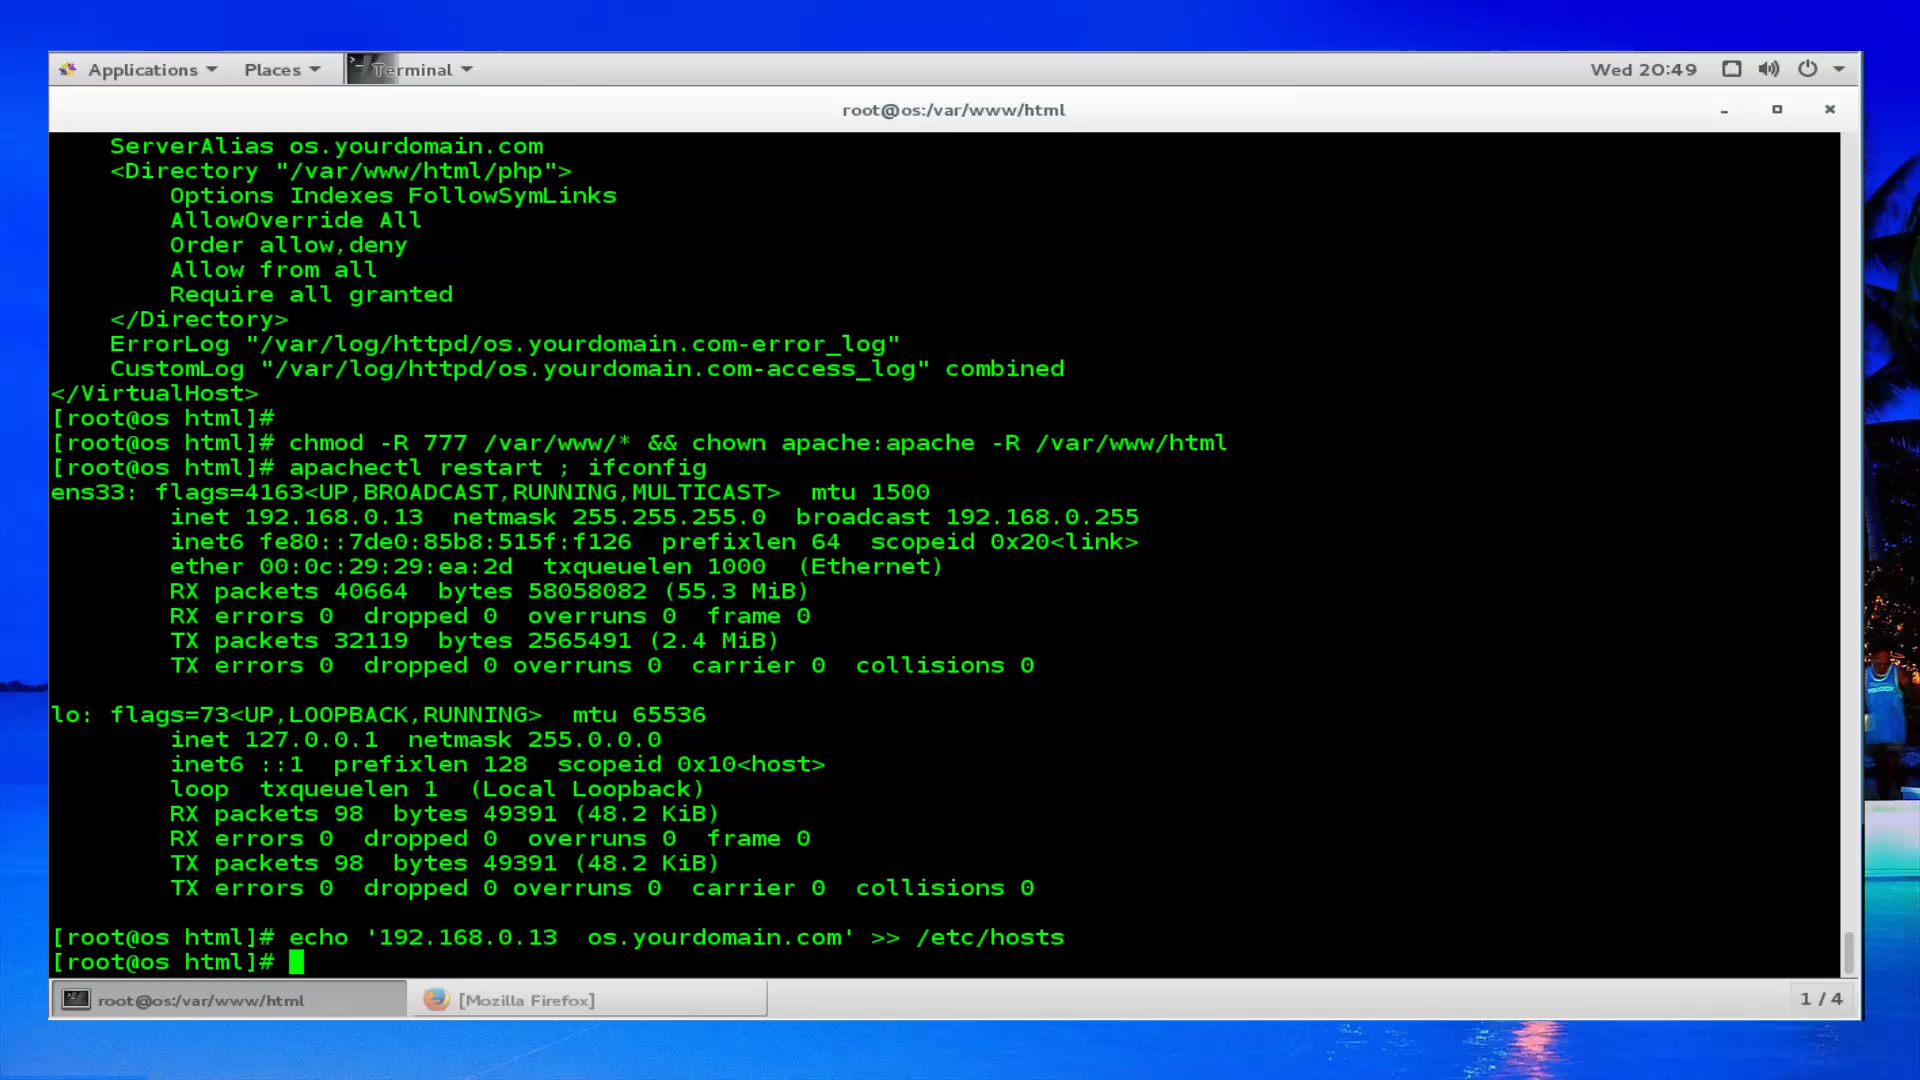 Applications Places Terminal Wed 20:49
root@os:/var/www/html
ServerAlias os.yourdomain.com
<Directory "/var/www/html/php">
Options Indexes FollowSymLinks
AllowOverride All
Order allow,deny
Allow from all
Require all granted
</Directory>
ErrorLog "/var/log/httpd/os.yourdomain.com-error_log"
CustomLog "/var/log/httpd/os.yourdomain.com-access_log" combined
</VirtualHost>
[root@os html]#
[root@os html]# chmod -R 777 /var/www/* && chown apache:apache -R /var/www/html
[root@os html]# apachectl restart ; ifconfig
ens33: flags=4163<UP,BROADCAST,RUNNING,MULTICAST>  mtu 1500
inet 192.168.0.13  netmask 255.255.255.0  broadcast 192.168.0.255
inet6 fe80::7de0:85b8:515f:f126  prefixlen 64  scopeid 0x20<link>
ether 00:0c:29:29:ea:2d  txqueuelen 1000  (Ethernet)
RX packets 40664  bytes 58058082 (55.3 MiB)
RX errors 0  dropped 0  overruns 0  frame 0
TX packets 32119  bytes 2565491 (2.4 MiB)
TX errors 0  dropped 0 overruns 0  carrier 0  collisions 0
lo: flags=73<UP,LOOPBACK,RUNNING>  mtu 65536
inet 127.0.0.1  netmask 255.0.0.0
inet6 ::1  prefixlen 128  scopeid 0x10<host>
loop  txqueuelen 1  (Local Loopback)
RX packets 98  bytes 49391 (48.2 KiB)
RX errors 0  dropped 0  overruns 0  frame 0
TX packets 98  bytes 49391 (48.2 KiB)
TX errors 0  dropped 0 overruns 0  carrier 0  collisions 0
[root@os html]# echo '192.168.0.13  os.yourdomain.com' >> /etc/hosts
[root@os html]#
root@os:/var/www/html [Mozilla Firefox] 1 / 4